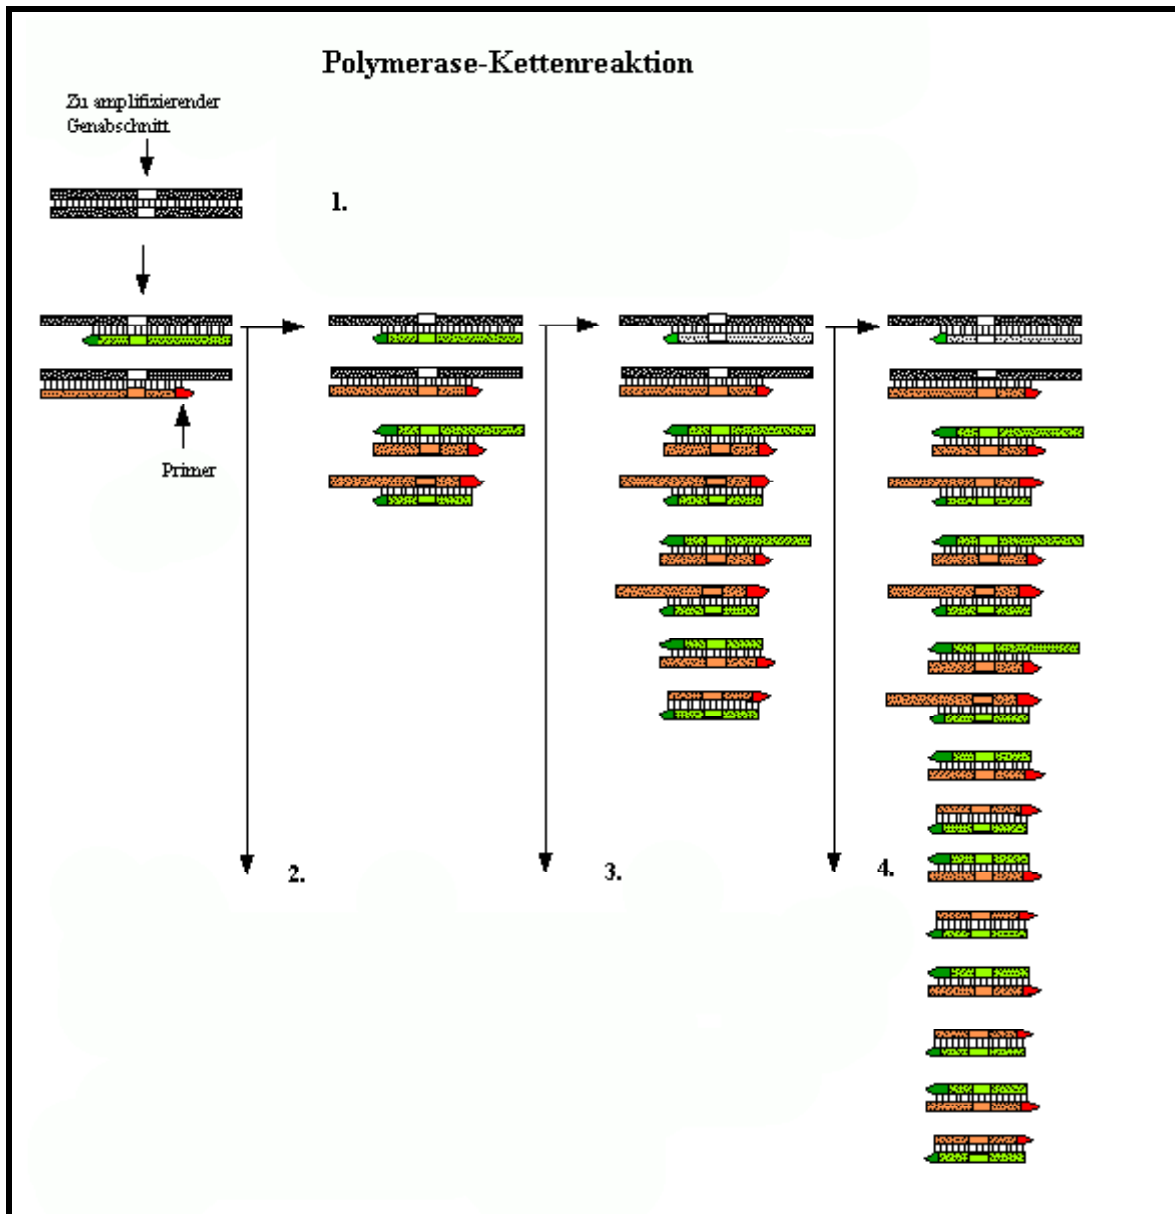 Polymerase-Kettenreaktion
Zu amplifizierender
Genabschnitt
1.
Primer
2.
3.
4.